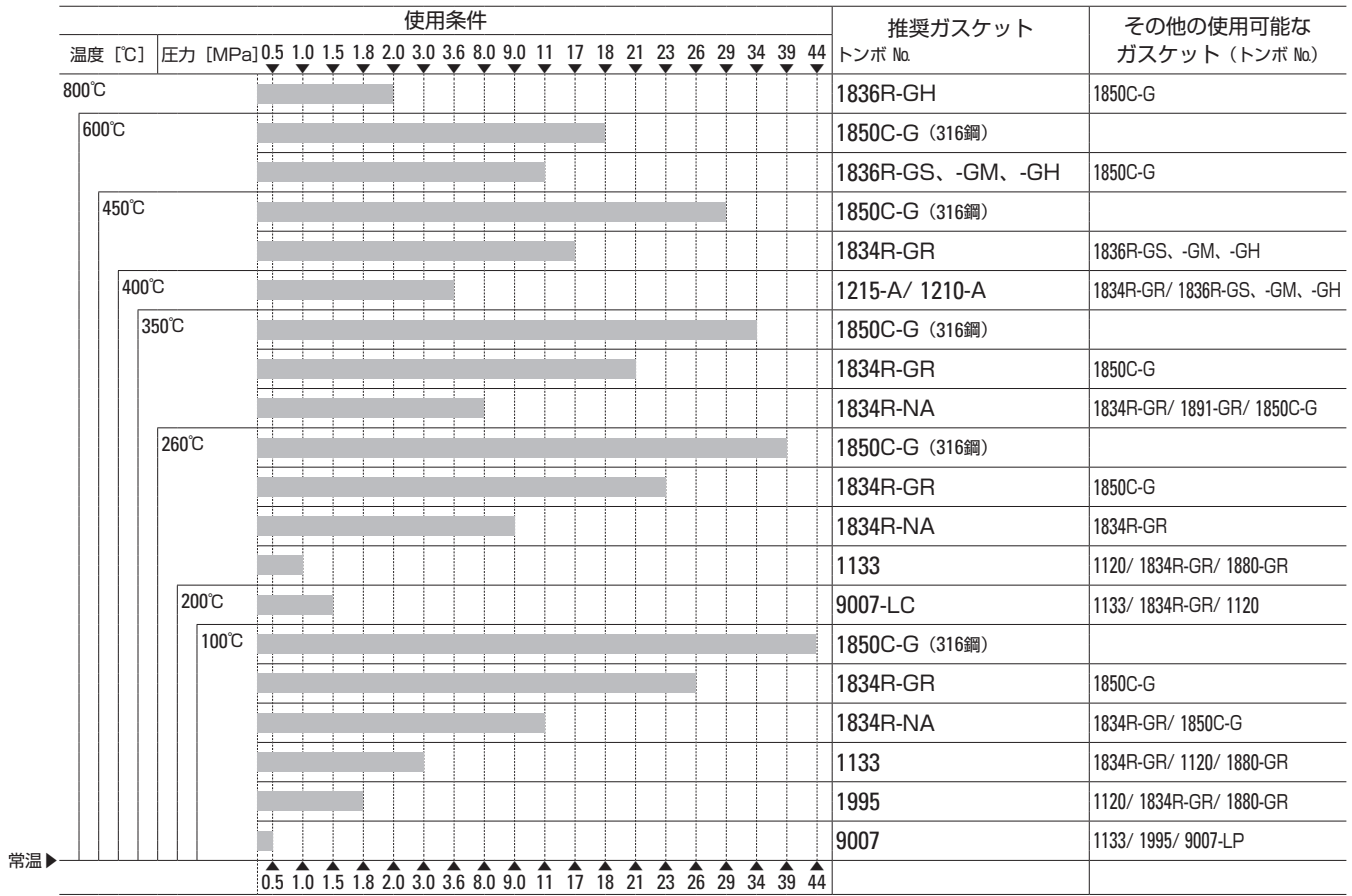 使用条件
推奨ガスケット
トンボ №
その他の使用可能な
ガスケット（トンボ №）
温度［℃］ 圧力［MPa］ 0.5 1.0 1.5 1.8 2.0 3.0 3.6 8.0 9.0 11 17 18 21 23 26 29 34 39 44
800℃ 1836R-GH 1850C-G
600℃ 1850C-G（316鋼）
1836R-GS、-GM、-GH 1850C-G
450℃ 1850C-G（316鋼）
1834R-GR 1836R-GS、-GM、-GH
400℃ 1215-A/ 1210-A 1834R-GR/ 1836R-GS、-GM、-GH
350℃ 1850C-G（316鋼）
1834R-GR 1850C-G
1834R-NA 1834R-GR/ 1891-GR/ 1850C-G
260℃ 1850C-G（316鋼）
1834R-GR 1850C-G
1834R-NA 1834R-GR
1133 1120/ 1834R-GR/ 1880-GR
200℃ 9007-LC 1133/ 1834R-GR/ 1120
100℃ 1850C-G（316鋼）
1834R-GR 1850C-G
1834R-NA 1834R-GR/ 1850C-G
1133 1834R-GR/ 1120/ 1880-GR
1995 1120/ 1834R-GR/ 1880-GR
9007 1133/ 1995/ 9007-LP
常温▶
0.5 1.0 1.5 1.8 2.0 3.0 3.6 8.0 9.0 11 17 18 21 23 26 29 34 39 44